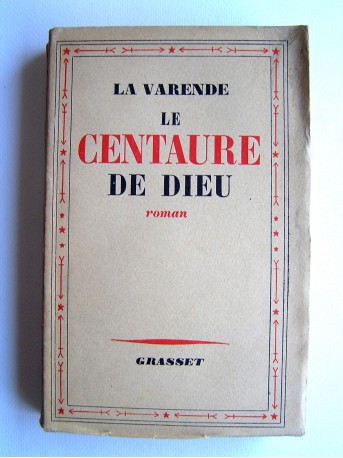 LA VARENDE
LE
CENTAURE
DE DIEU
roman
GRASSET